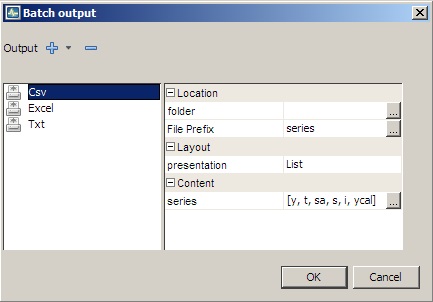 Batch output
Output
Csv
Excel
Txt
Location
folder ...
File Prefix series ...
Layout
presentation List
Content
series [y, t, sa, s, i, ycal] ...
OK Cancel